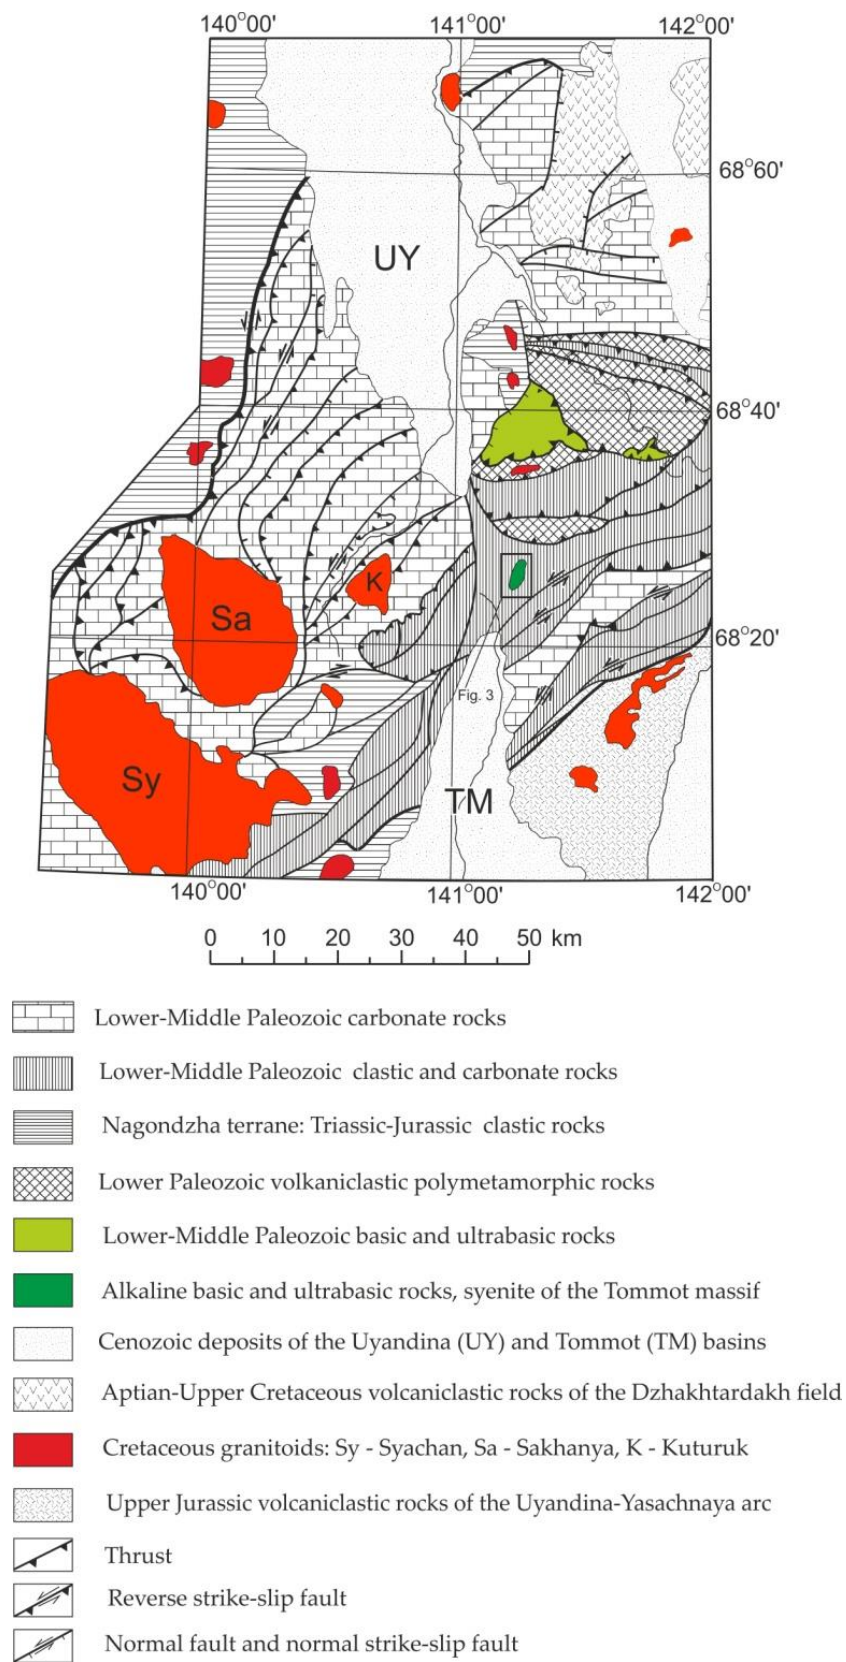 140°00' 141°00' 142°00'
68°60'
UY
68°40'
K
Sa
68°20'
Fig. 3
Sy
TM
140°00' 141°00' 142°00'
0 10 20 30 40 50 km
Lower-Middle Paleozoic carbonate rocks
Lower-Middle Paleozoic clastic and carbonate rocks
Nagondzha terrane: Triassic-Jurassic clastic rocks
Lower Paleozoic volkaniclastic polymetamorphic rocks
Lower-Middle Paleozoic basic and ultrabasic rocks
Alkaline basic and ultrabasic rocks, syenite of the Tommot massif
Cenozoic deposits of the Uyandina (UY) and Tommot (TM) basins
Aptian-Upper Cretaceous volcaniclastic rocks of the Dzhakhtardakh field
Cretaceous granitoids: Sy - Syachan, Sa - Sakhanya, K - Kuturuk
Upper Jurassic volcaniclastic rocks of the Uyandina-Yasachnaya arc
Thrust
Reverse strike-slip fault
Normal fault and normal strike-slip fault